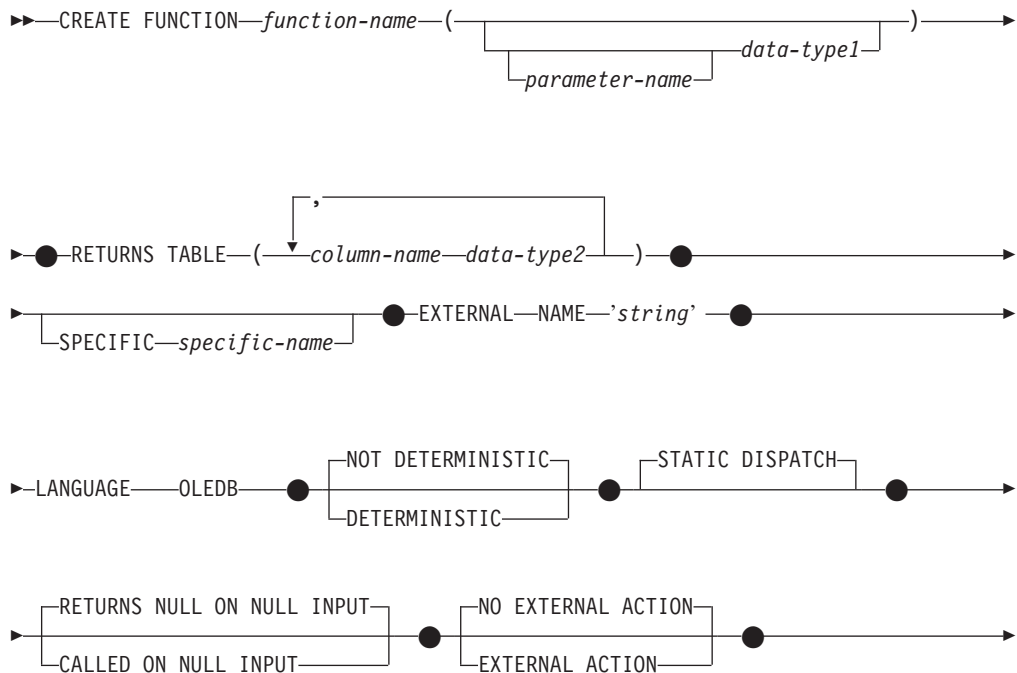 CREATE FUNCTION function-name ( )
data-type1
parameter-name
,
RETURNS TABLE ( column-name data-type2 )
SPECIFIC specific-name EXTERNAL NAME 'string'
NOT DETERMINISTIC STATIC DISPATCH
LANGUAGE OLEDB
DETERMINISTIC
RETURNS NULL ON NULL INPUT NO EXTERNAL ACTION
CALLED ON NULL INPUT EXTERNAL ACTION